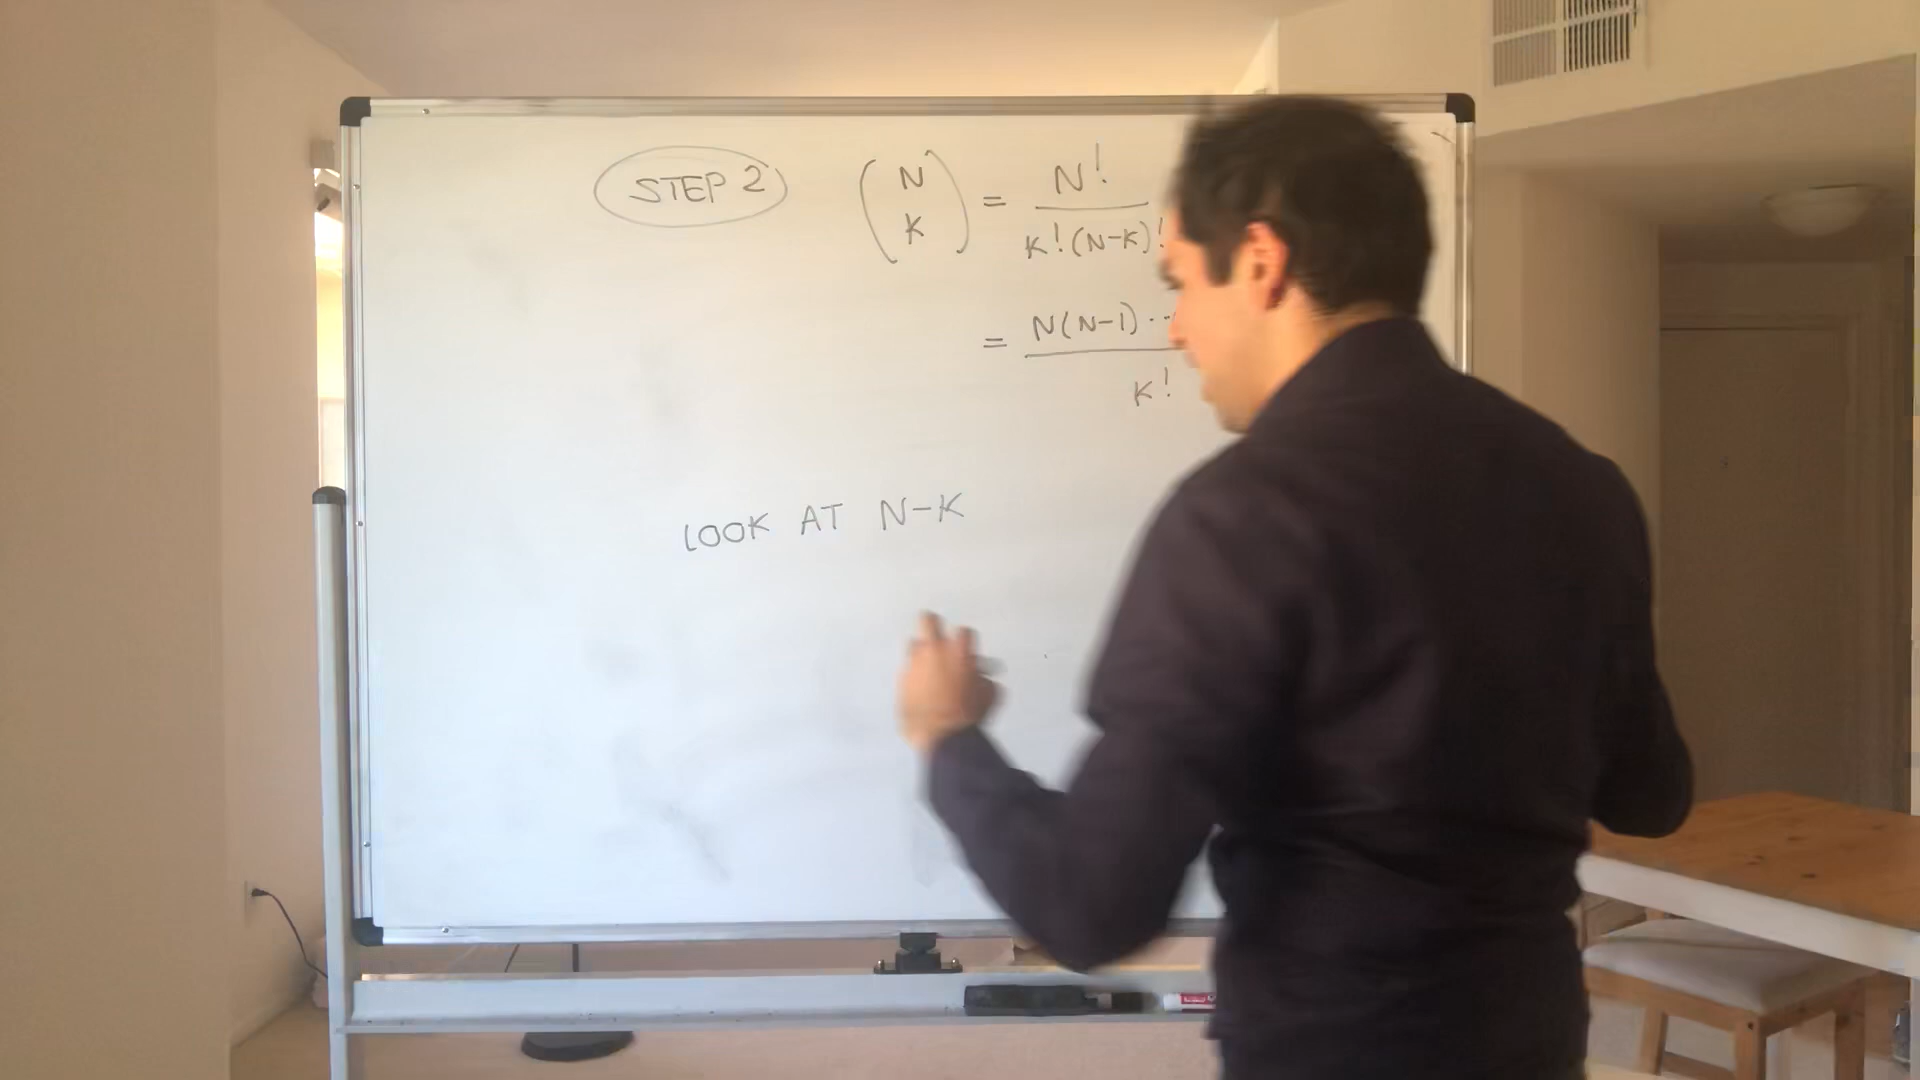 STEP 2 (N K) = N! / K!(N-K)!
= N(N-1)... / K!
LOOK AT N-K